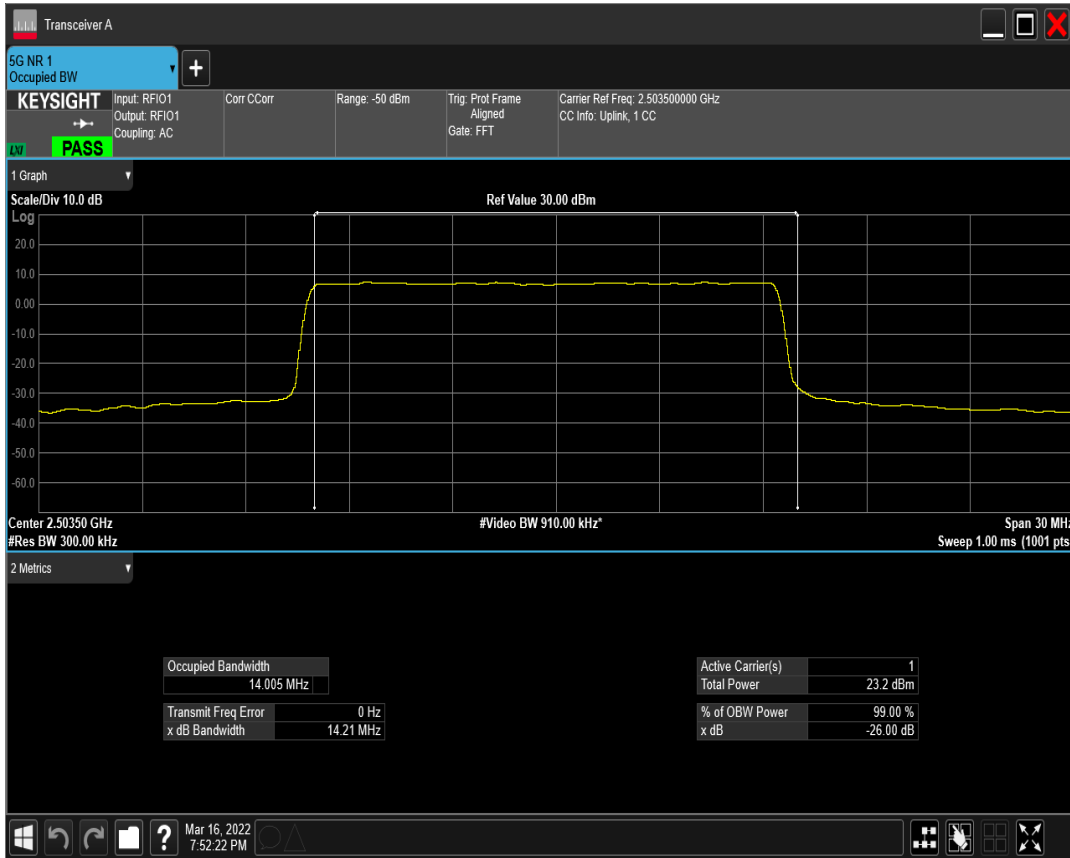 Transceiver A
5G NR 1
Occupied BW
KEYSIGHT
LXI
PASS
Input: RFIO1
Output: RFIO1
Coupling: AC
Corr CCorr
Range: -50 dBm
Trig: Prot Frame
Aligned
Gate: FFT
Carrier Ref Freq: 2.503500000 GHz
CC Info: Uplink, 1 CC
1 Graph
Scale/Div 10.0 dB
Ref Value 30.00 dBm
Log
20.0
10.0
0.00
-10.0
-20.0
-30.0
-40.0
-50.0
-60.0
Center 2.50350 GHz
#Video BW 910.00 kHz*
Span 30 MHz
#Res BW 300.00 kHz
Sweep 1.00 ms (1001 pts
2 Metrics
Occupied Bandwidth
14.005 MHz
Transmit Freq Error 0 Hz
x dB Bandwidth 14.21 MHz
Active Carrier(s) 1
Total Power 23.2 dBm
% of OBW Power 99.00 %
x dB -26.00 dB
?
Mar 16, 2022
7:52:22 PM